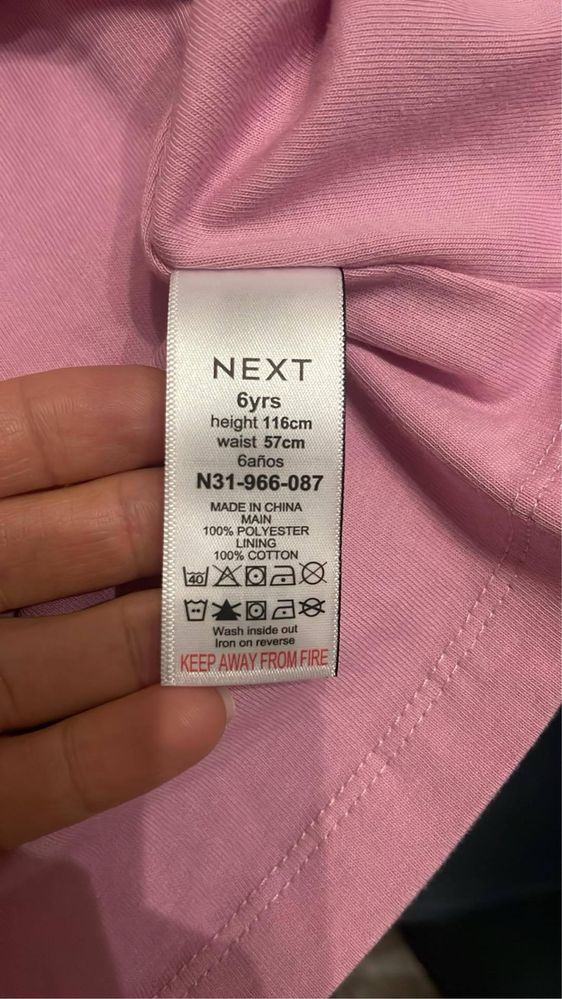 NEXT
6yrs
height 116cm
waist 57cm
6años
N31-966-087
MADE IN CHINA
MAIN
100% POLYESTER
LINING
100% COTTON
40
Wash inside out
Iron on reverse
KEEP AWAY FROM FIRE